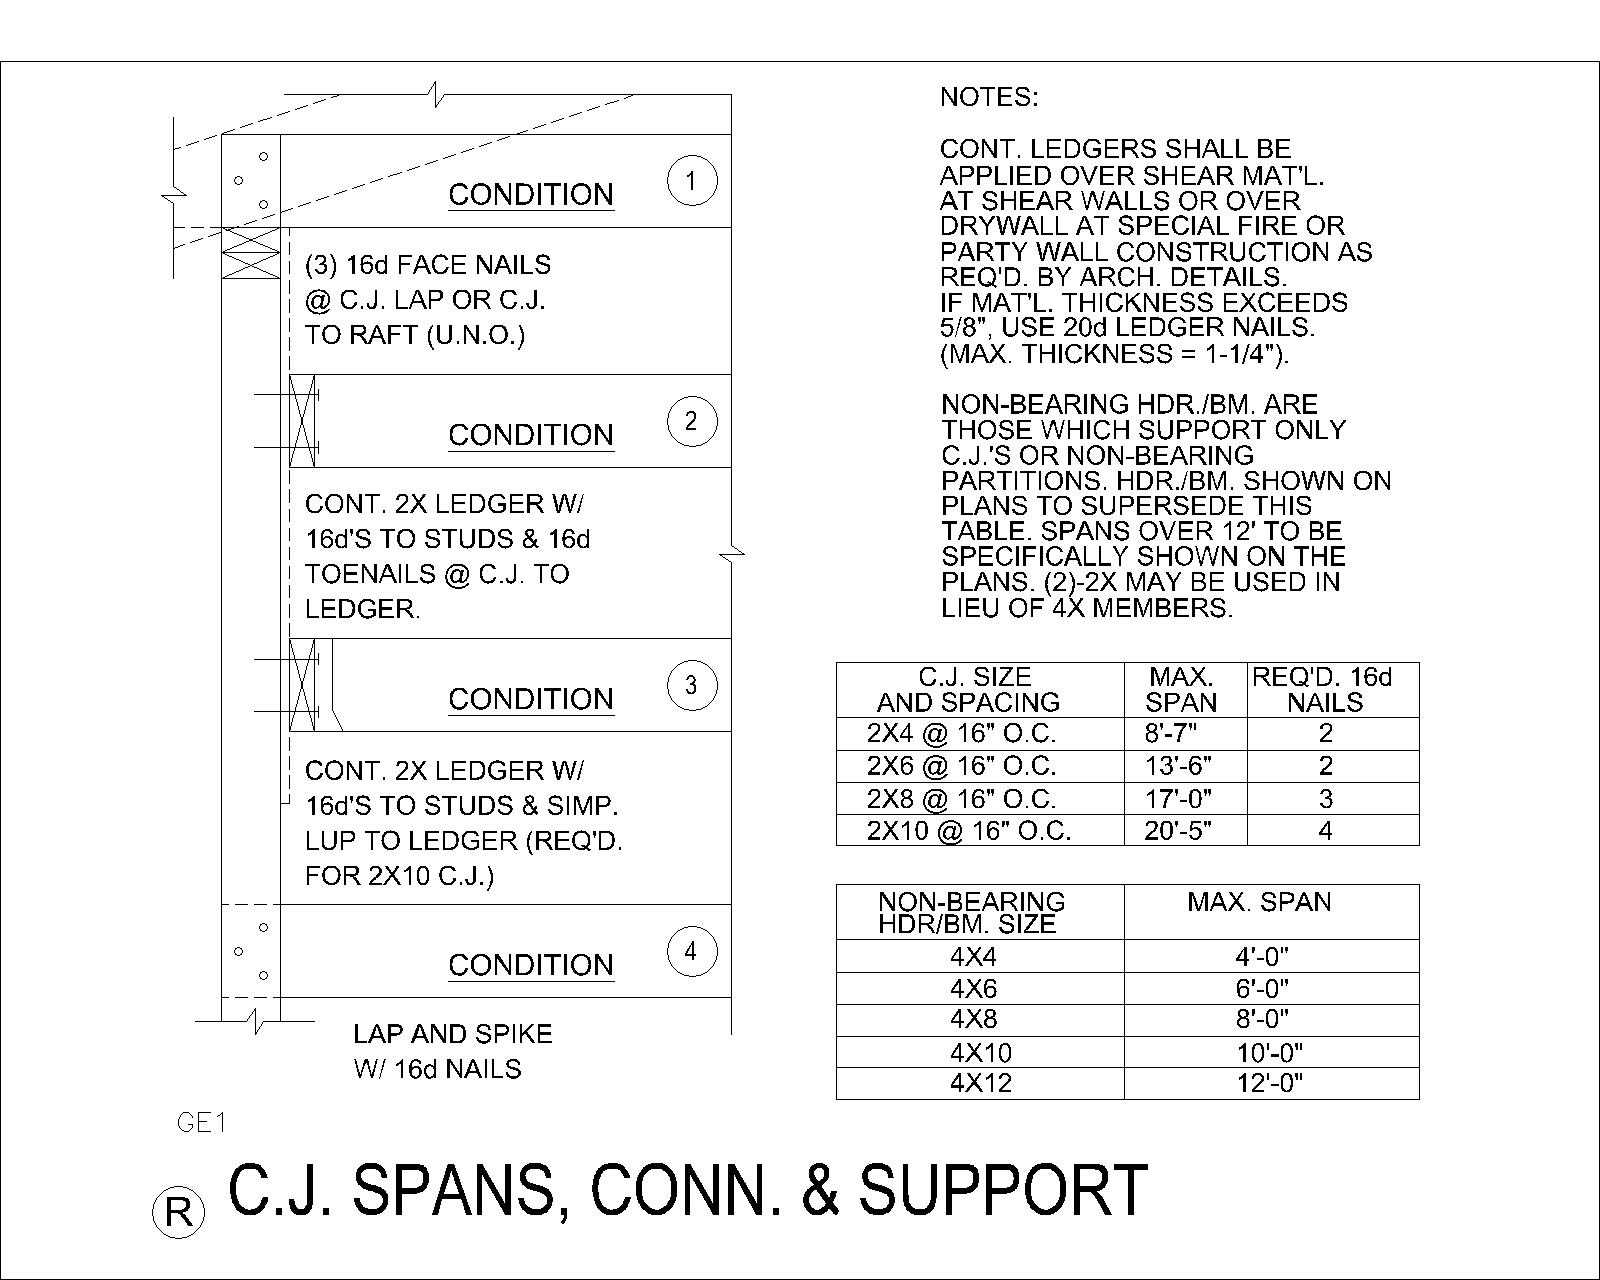 CONDITION 1
(3) 16d FACE NAILS
@ C.J. LAP OR C.J.
TO RAFT (U.N.O.)
CONDITION 2
CONT. 2X LEDGER W/
16d'S TO STUDS & 16d
TOENAILS @ C.J. TO
LEDGER.
CONDITION 3
CONT. 2X LEDGER W/
16d'S TO STUDS & SIMP.
LUP TO LEDGER (REQ'D.
FOR 2X10 C.J.)
CONDITION 4
LAP AND SPIKE
W/ 16d NAILS
NOTES:
CONT. LEDGERS SHALL BE
APPLIED OVER SHEAR MAT'L.
AT SHEAR WALLS OR OVER
DRYWALL AT SPECIAL FIRE OR
PARTY WALL CONSTRUCTION AS
REQ'D. BY ARCH. DETAILS.
IF MAT'L. THICKNESS EXCEEDS
5/8", USE 20d LEDGER NAILS.
(MAX. THICKNESS = 1-1/4").
NON-BEARING HDR./BM. ARE
THOSE WHICH SUPPORT ONLY
C.J.'S OR NON-BEARING
PARTITIONS. HDR./BM. SHOWN ON
PLANS TO SUPERSEDE THIS
TABLE. SPANS OVER 12' TO BE
SPECIFICALLY SHOWN ON THE
PLANS. (2)-2X MAY BE USED IN
LIEU OF 4X MEMBERS.
C.J. SIZE MAX. REQ'D. 16d
AND SPACING SPAN NAILS
2X4 @ 16" O.C. 8'-7" 2
2X6 @ 16" O.C. 13'-6" 2
2X8 @ 16" O.C. 17'-0" 3
2X10 @ 16" O.C. 20'-5" 4
NON-BEARING MAX. SPAN
HDR/BM. SIZE
4X4 4'-0"
4X6 6'-0"
4X8 8'-0"
4X10 10'-0"
4X12 12'-0"
GE1
R C.J. SPANS, CONN. & SUPPORT